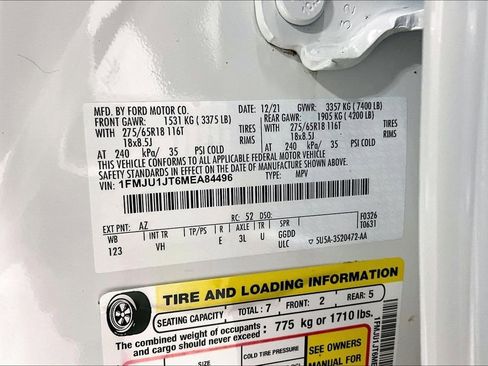 MFD. BY FORD MOTOR CO.
DATE: 12/21 GVWR: 3357 KG ( 7400 LB)
FRONT GAWR: 1531 KG ( 3375 LB) REAR GAWR: 1905 KG ( 4200 LB)
WITH 275/65R18 116T TIRES WITH 275/65R18 116T TIRES
18x8.5J RIMS 18x8.5J RIMS
AT 240 kPa/ 35 PSI COLD AT 240 kPa/ 35 PSI COLD
THIS VEHICLE CONFORMS TO ALL APPLICABLE FEDERAL MOTOR VEHICLE
SAFETY STANDARDS IN EFFECT ON THE DATE OF MANUFACTURE SHOWN ABOVE.
VIN: 1FMJU1JT6MEA84496 TYPE: MPV
F0326
T0631
EXT PNT: AZ RC: 52 DSO:
WB INT TR TP/PS R AXLE TR SPR
123 VH E 3L U GGDD
ULC 5U5A-3520472-AA
TIRE AND LOADING INFORMATION
SEATING CAPACITY TOTAL: 7 FRONT: 2 REAR: 5
The combined weight of occupants and cargo should never exceed 775 kg or 1710 lbs.
COLD TIRE PRESSURE
SEE OWNERS
MANUAL FOR
1FMJU1JT6ME